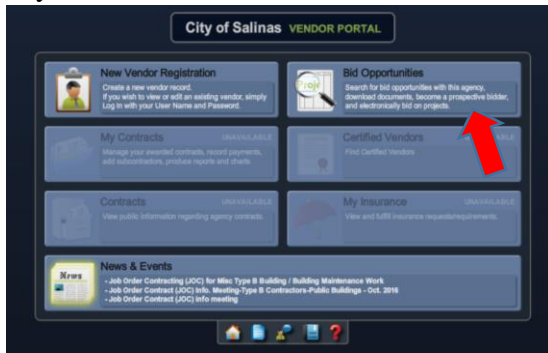 City of Salinas VENDOR PORTAL
New Vendor Registration
Create a new vendor record.
If you wish to view or edit an existing vendor, simply
Log In with your User Name and Password.
Bid Opportunities
Search for bid opportunities with this agency,
download documents, become a prospective bidder,
and electronically bid on projects.
Proje
My Contracts UNAVAILABLE
Manage your awarded contracts, record payments,
add subcontractors, produce reports and charts.
Certified Vendors ABLE
Find Certified Vendors
Contracts UNAVAILABLE
View public information regarding agency contracts.
My Insurance UNAVAILABLE
View and fulfill insurance requests/requirements.
News
News & Events
- Job Order Contracting (JOC) for Misc Type B Building / Building Maintenance Work
- Job Order Contract (JOC) Info. Meeting-Type B Contractors-Public Buildings - Oct. 2016
- Job Order Contract (JOC) info meeting
?